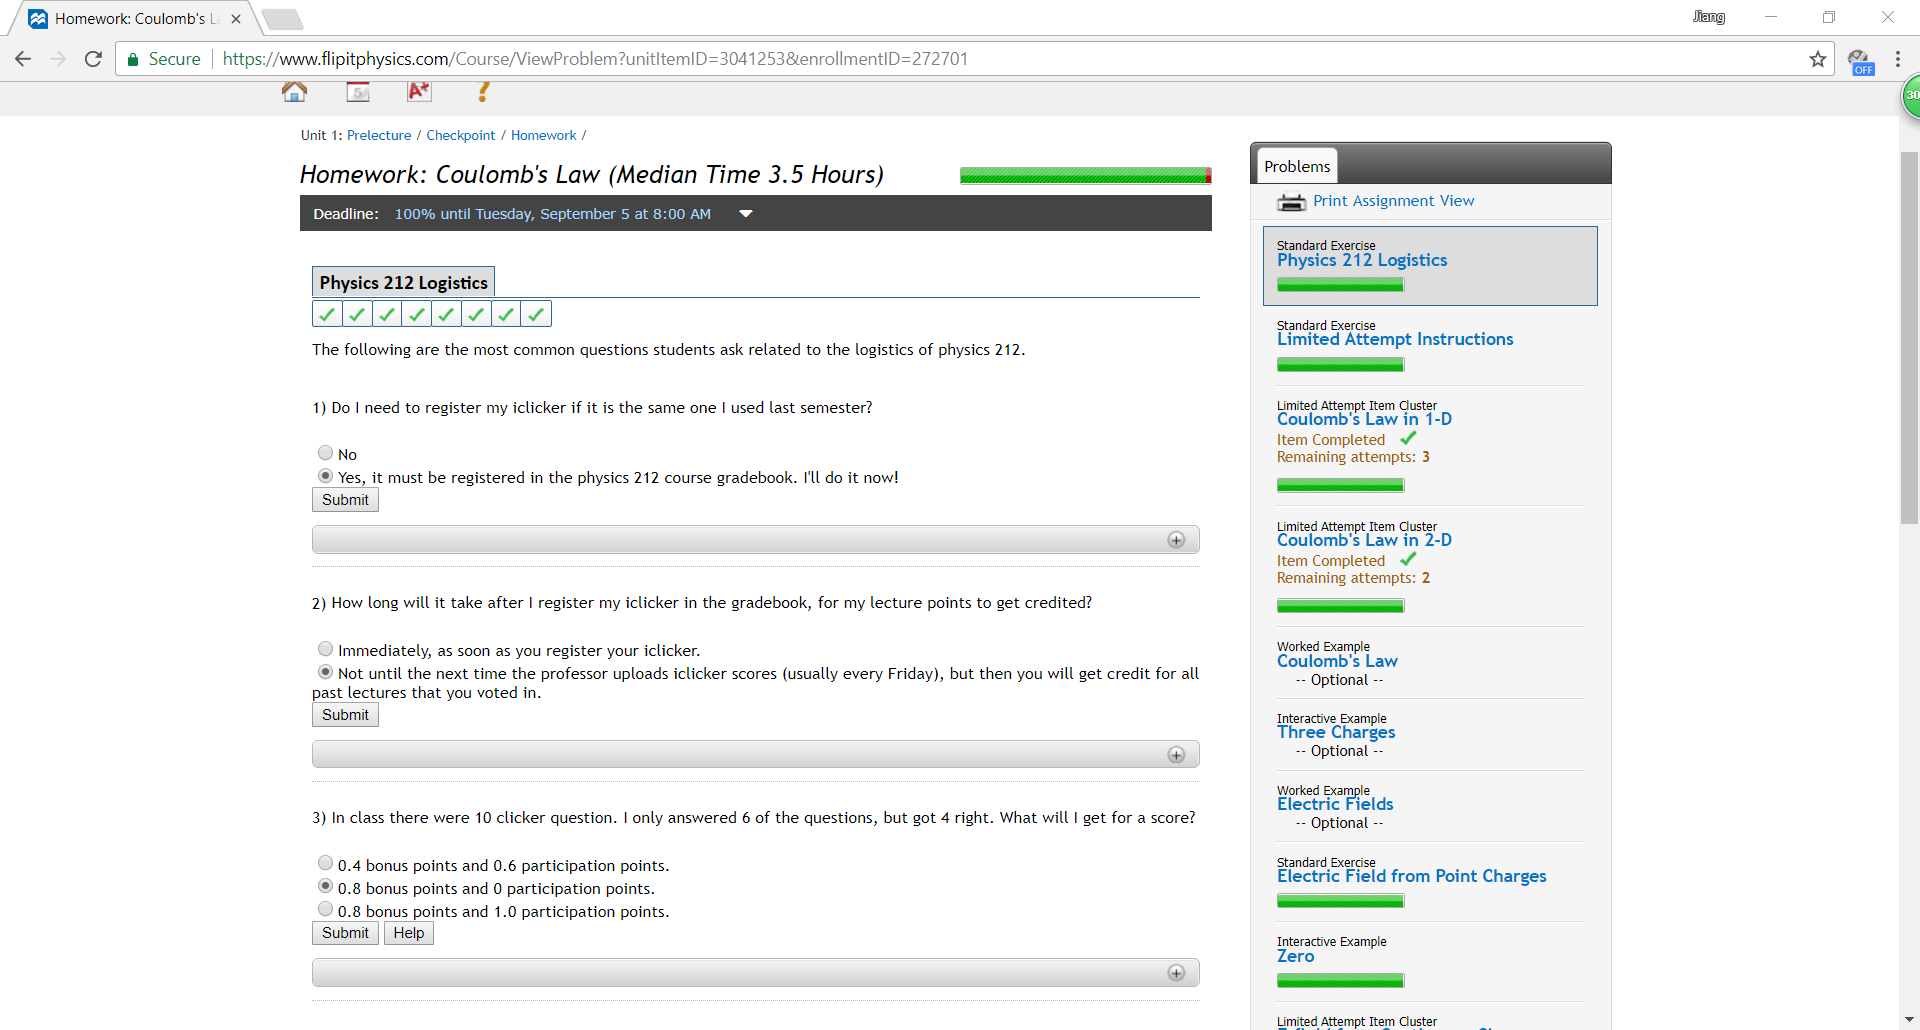 Homework: Coulomb's La
Jiang
Secure
https://www.flipitphysics.com/Course/ViewProblem?unitItemID=3041253&enrollmentID=272701
OFF
30
5
A+
?
Unit 1: Prelecture / Checkpoint / Homework /
Homework: Coulomb's Law (Median Time 3.5 Hours)
Deadline: 100% until Tuesday, September 5 at 8:00 AM
Physics 212 Logistics
The following are the most common questions students ask related to the logistics of physics 212.
1) Do I need to register my iclicker if it is the same one I used last semester?
No
Yes, it must be registered in the physics 212 course gradebook. I'll do it now!
Submit
2) How long will it take after I register my iclicker in the gradebook, for my lecture points to get credited?
Immediately, as soon as you register your iclicker.
Not until the next time the professor uploads iclicker scores (usually every Friday), but then you will get credit for all
past lectures that you voted in.
Submit
3) In class there were 10 clicker question. I only answered 6 of the questions, but got 4 right. What will I get for a score?
0.4 bonus points and 0.6 participation points.
0.8 bonus points and 0 participation points.
0.8 bonus points and 1.0 participation points.
Submit Help
Problems
Print Assignment View
Standard Exercise
Physics 212 Logistics
Standard Exercise
Limited Attempt Instructions
Limited Attempt Item Cluster
Coulomb's Law in 1-D
Item Completed
Remaining attempts: 3
Limited Attempt Item Cluster
Coulomb's Law in 2-D
Item Completed
Remaining attempts: 2
Worked Example
Coulomb's Law
-- Optional --
Interactive Example
Three Charges
-- Optional --
Worked Example
Electric Fields
-- Optional --
Standard Exercise
Electric Field from Point Charges
Interactive Example
Zero
Limited Attempt Item Cluster